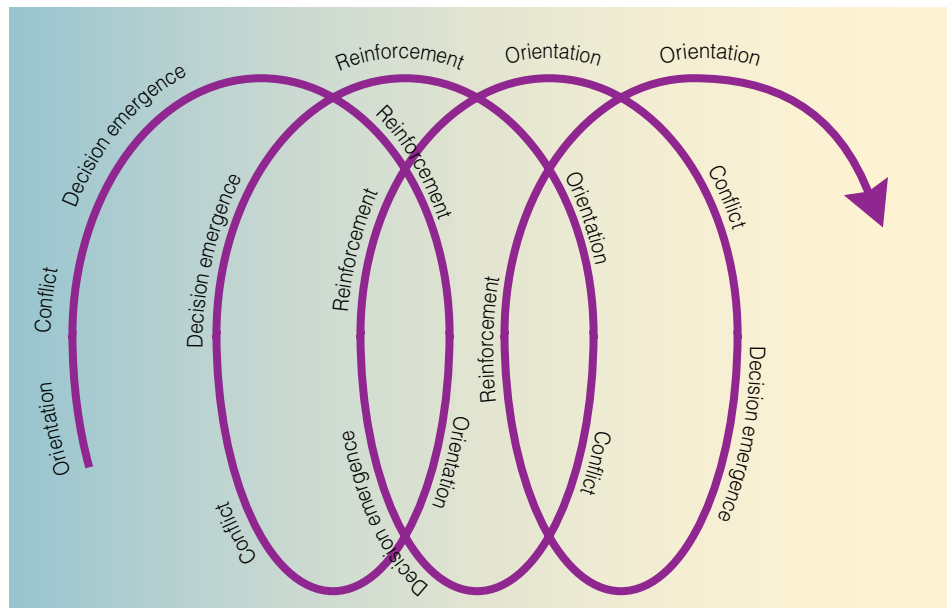 Orientation
Conflict
Decision emergence
Reinforcement
Orientation
Conflict
Decision emergence
Reinforcement
Orientation
Conflict
Decision emergence
Reinforcement
Orientation
Conflict
Decision emergence
Reinforcement
Orientation